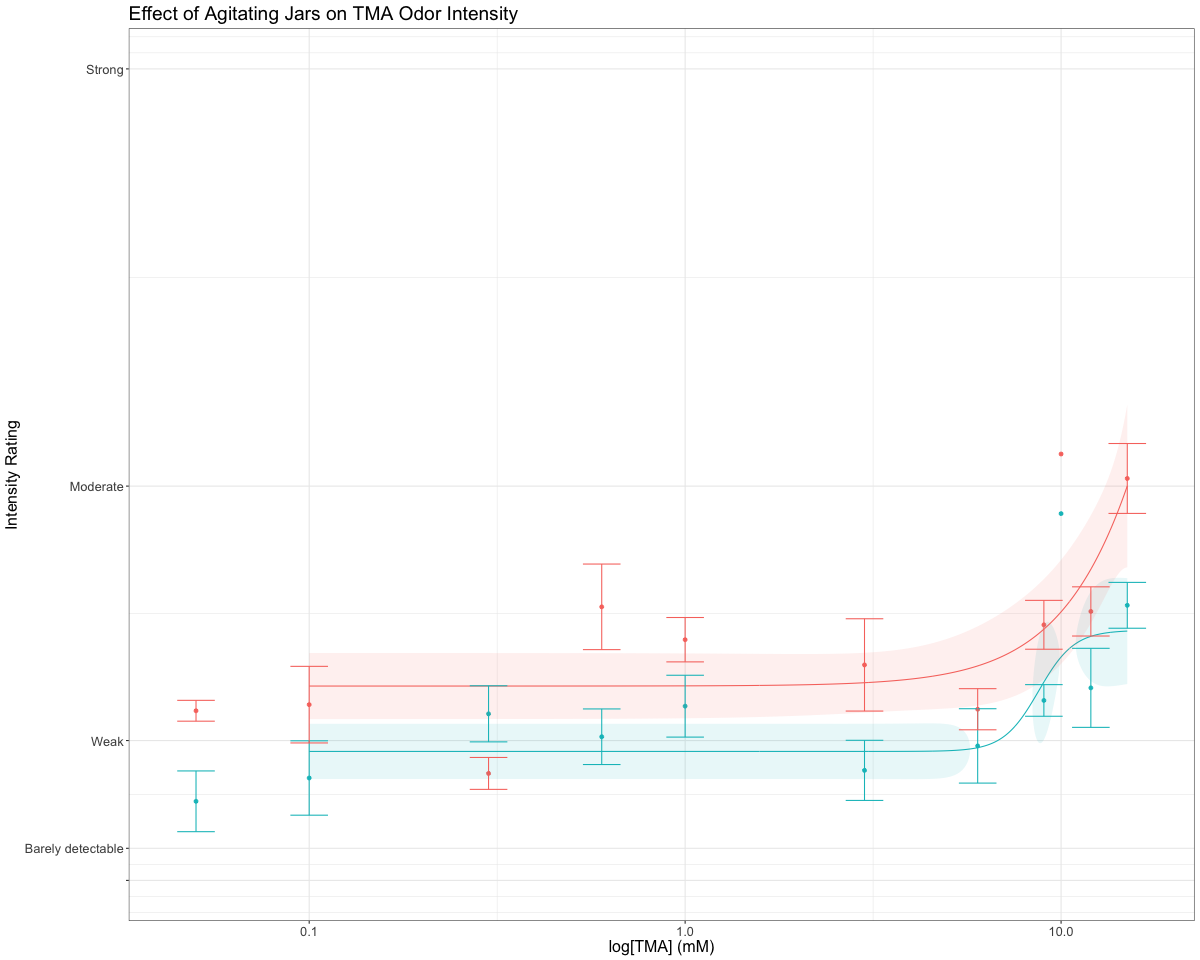 Effect of Agitating Jars on TMA Odor Intensity
Strong
Moderate
Weak
Barely detectable
Intensity Rating
0.1
1.0
10.0
log[TMA] (mM)